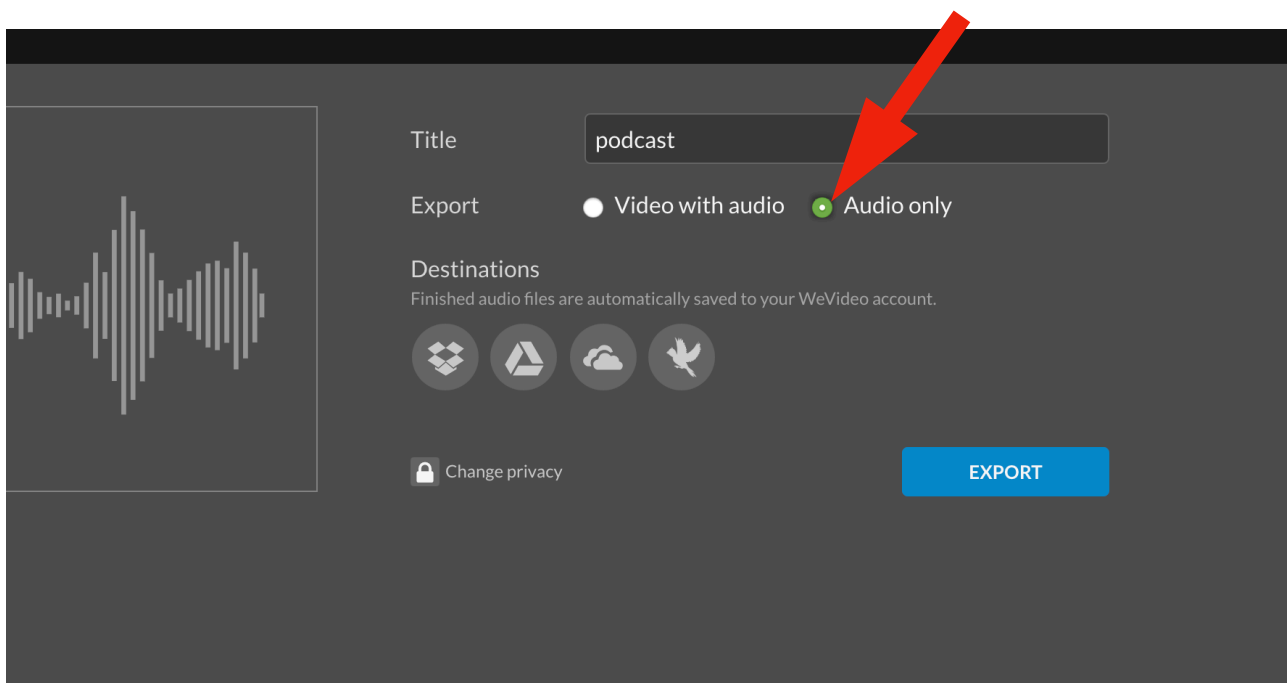 Title
podcast
Export
Video with audio
Audio only
Destinations
Finished audio files are automatically saved to your WeVideo account.
Change privacy
EXPORT